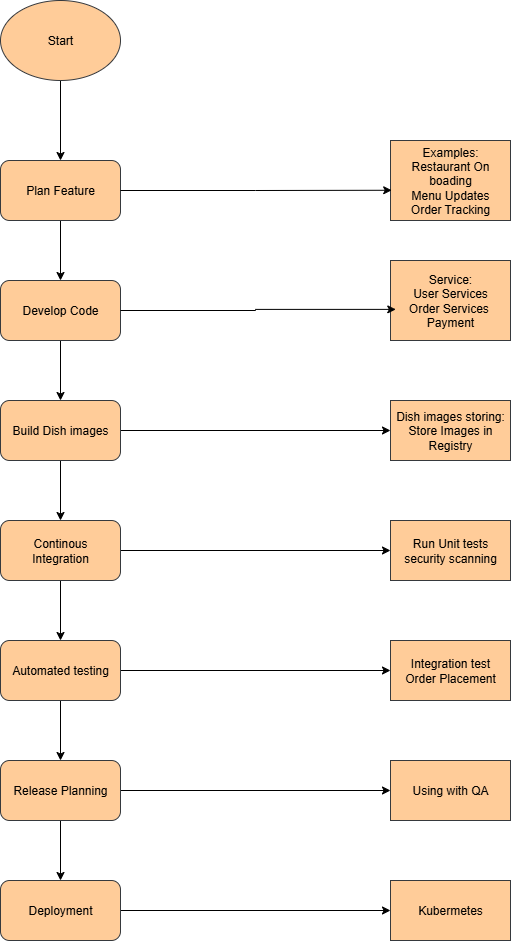 Start
Plan Feature
Examples:
Restaurant On
boading
Menu Updates
Order Tracking
Develop Code
Service:
User Services
Order Services
Payment
Build Dish images
Dish images storing:
Store Images in
Registry
Continous
Integration
Run Unit tests
security scanning
Automated testing
Integration test
Order Placement
Release Planning
Using with QA
Deployment
Kubernetes